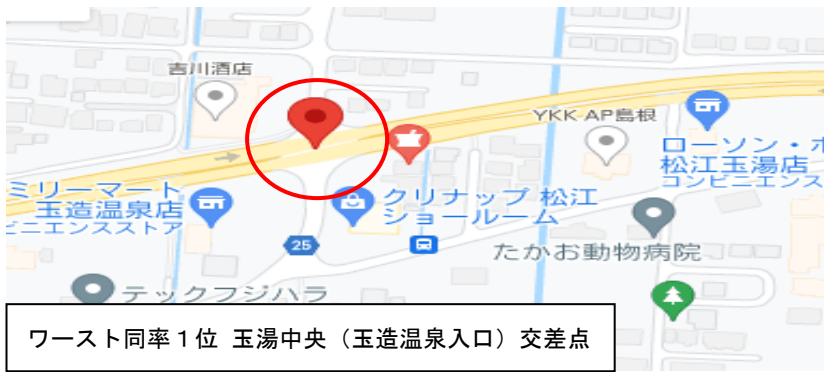 吉川酒店
YKK AP島根
ローソン・ポ
松江玉湯店
コンビニエンス
ミリーマート
玉造温泉店
ビニエンスストア
クリナップ 松江
ショールーム
25
たかお動物病院
テックフジハラ
ワースト同率1位 玉湯中央(玉造温泉入口)交差点